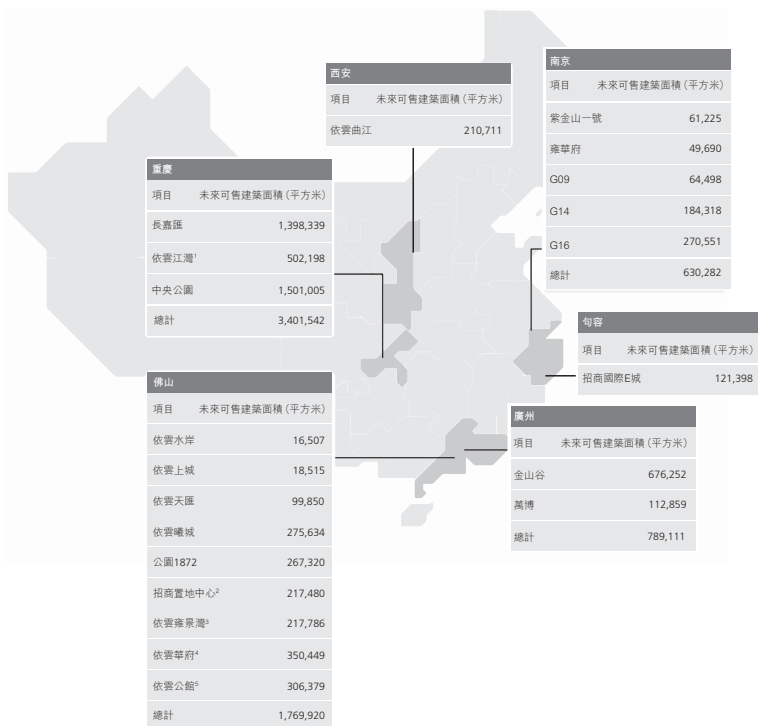 西安
項目 未來可售建築面積 (平方米)
依雲曲江 210,711
南京
項目 未來可售建築面積 (平方米)
紫金山一號 61,225
雍華府 49,690
G09 64,498
G14 184,318
G16 270,551
總計 630,282
重慶
項目 未來可售建築面積 (平方米)
長嘉匯 1,398,339
依雲江灣¹ 502,198
中央公園 1,501,005
總計 3,401,542
句容
項目 未來可售建築面積 (平方米)
招商國際E城 121,398
佛山
項目 未來可售建築面積 (平方米)
依雲水岸 16,507
依雲上城 18,515
依雲天匯 99,850
依雲曦城 275,634
公園1872 267,320
招商置地中心² 217,480
依雲雍景灣³ 217,786
依雲華府⁴ 350,449
依雲公館⁵ 306,379
總計 1,769,920
廣州
項目 未來可售建築面積 (平方米)
金山谷 676,252
萬博 112,859
總計 789,111